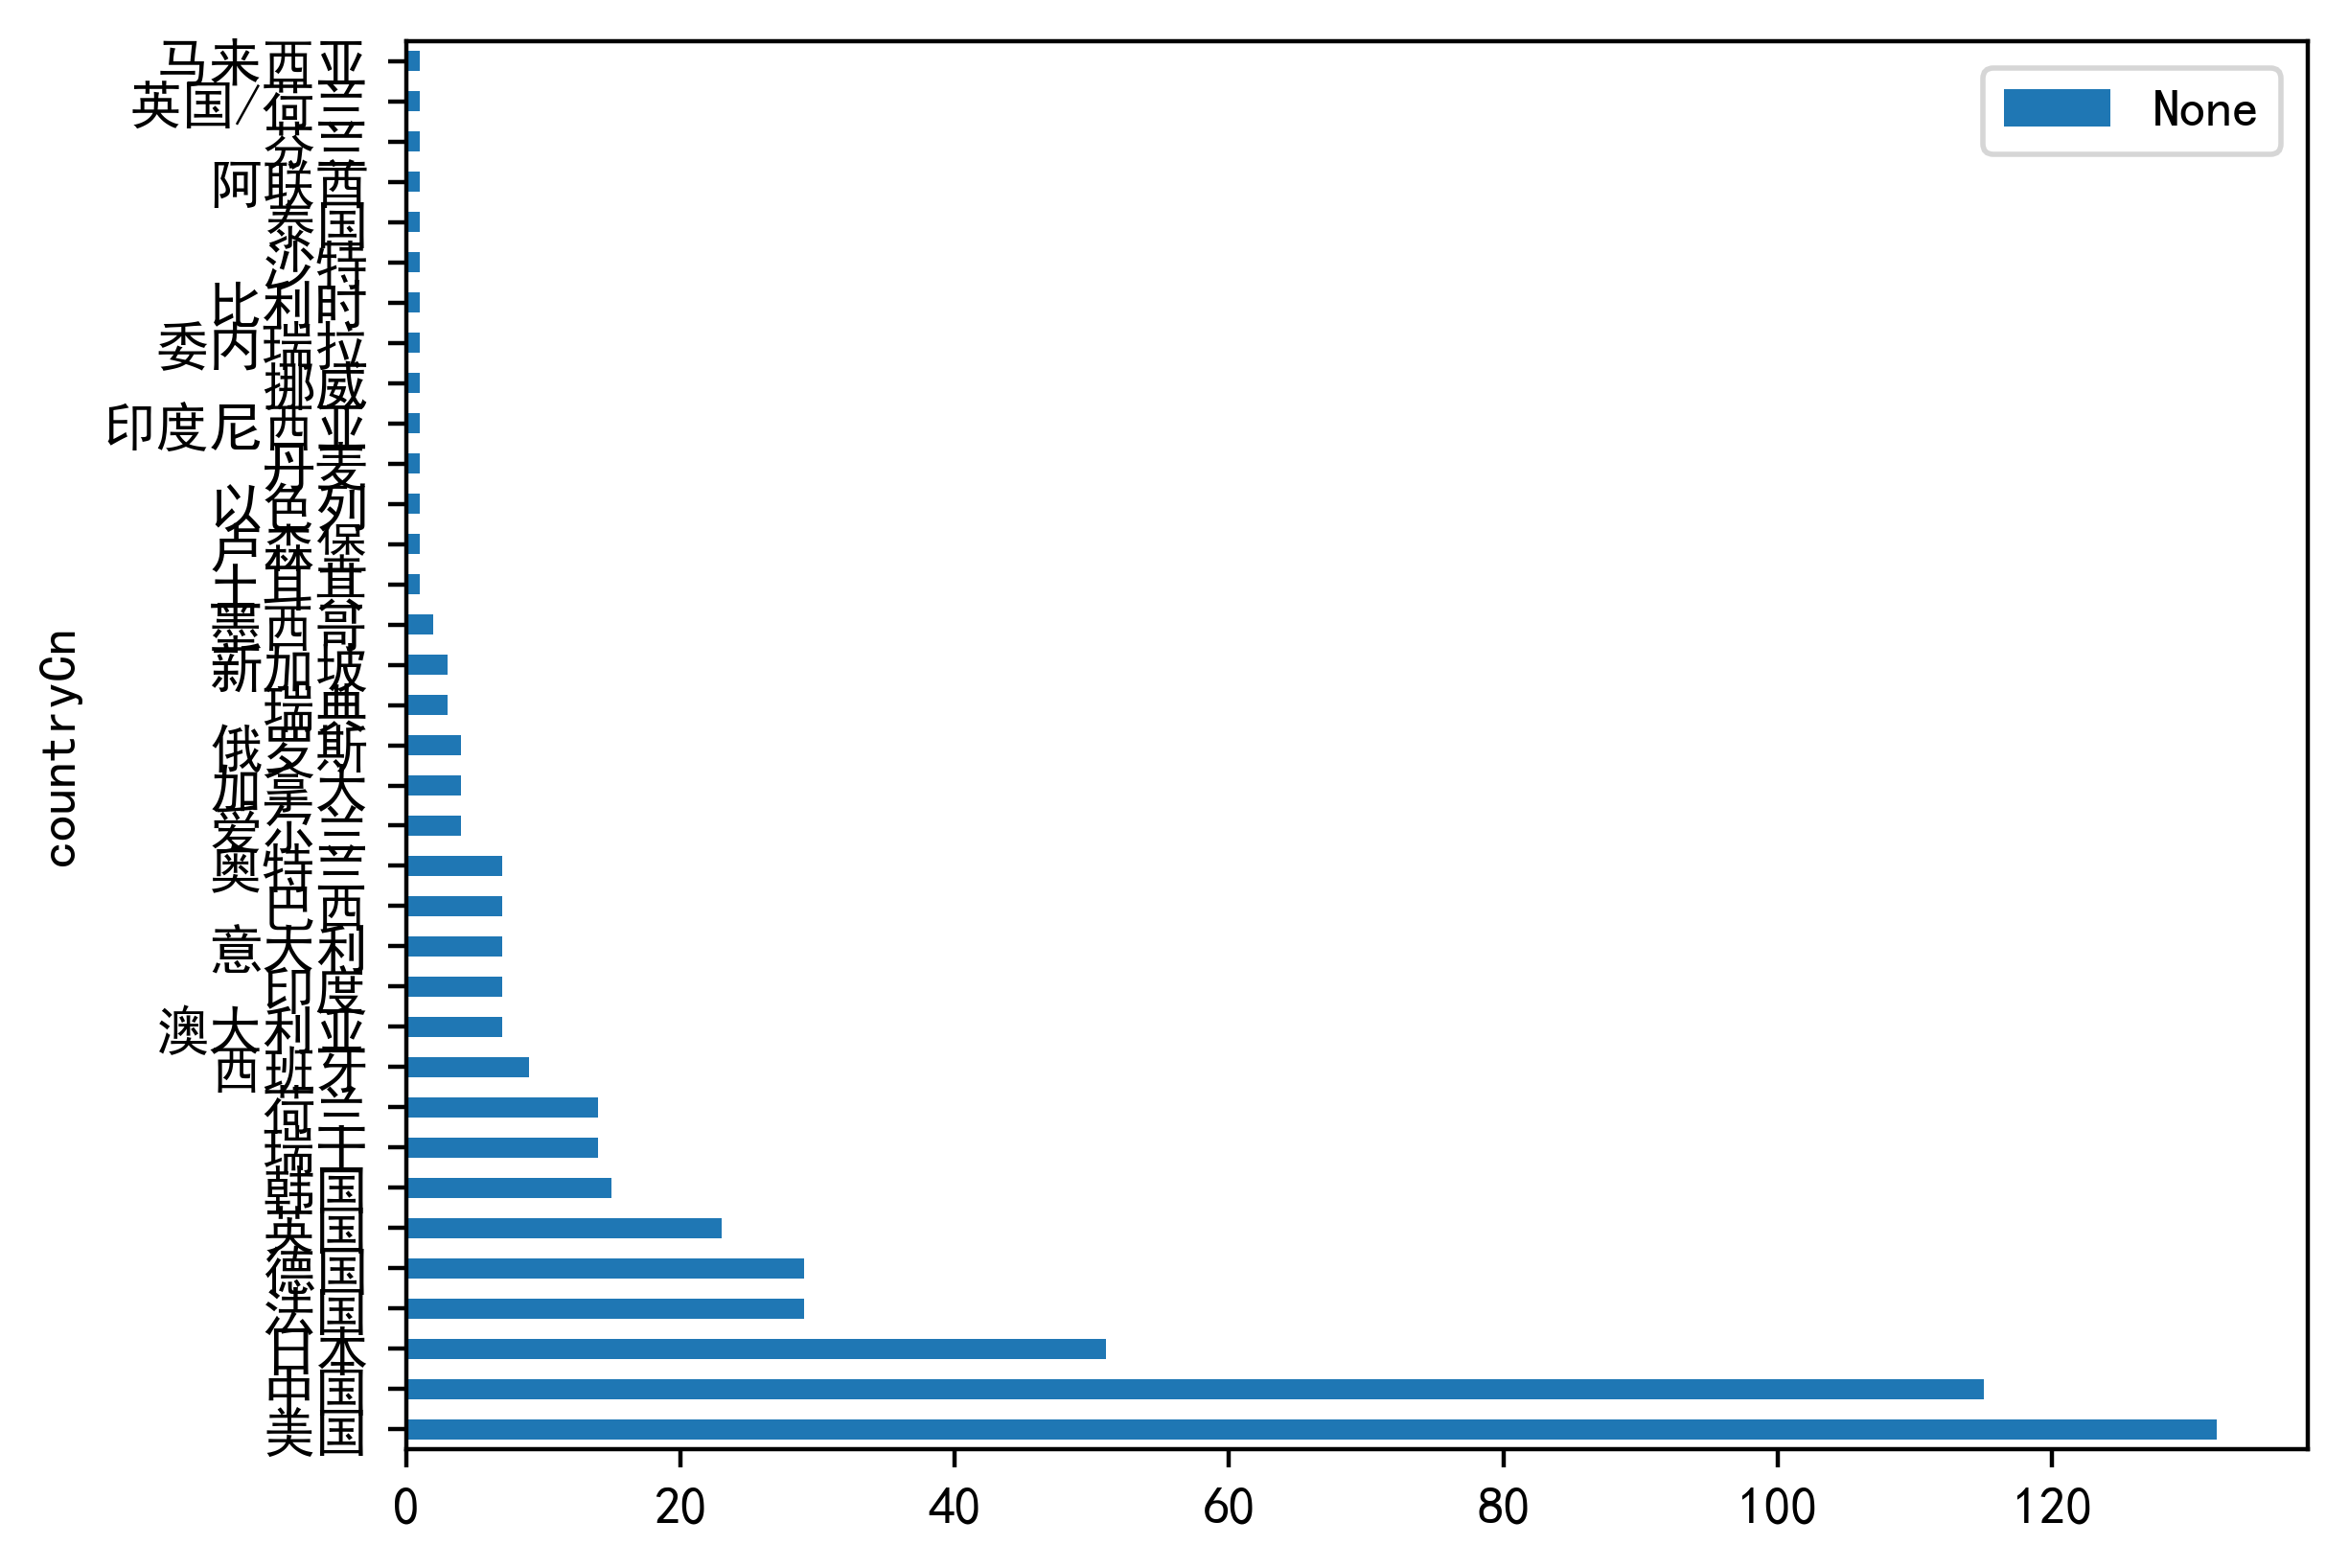 None
马来西亚
英国/荷兰
芬兰
阿联酋
泰国
沙特
比利时
委内瑞拉
挪威
印度尼西亚
丹麦
以色列
卢森堡
土耳其
墨西哥
新加坡
瑞典
俄罗斯
加拿大
爱尔兰
奥特兰
巴西
意大利
印度
澳大利亚
西班牙
荷兰
瑞士
韩国
英国
德国
法国
日本
中国
美国
countryCn
0 20 40 60 80 100 120